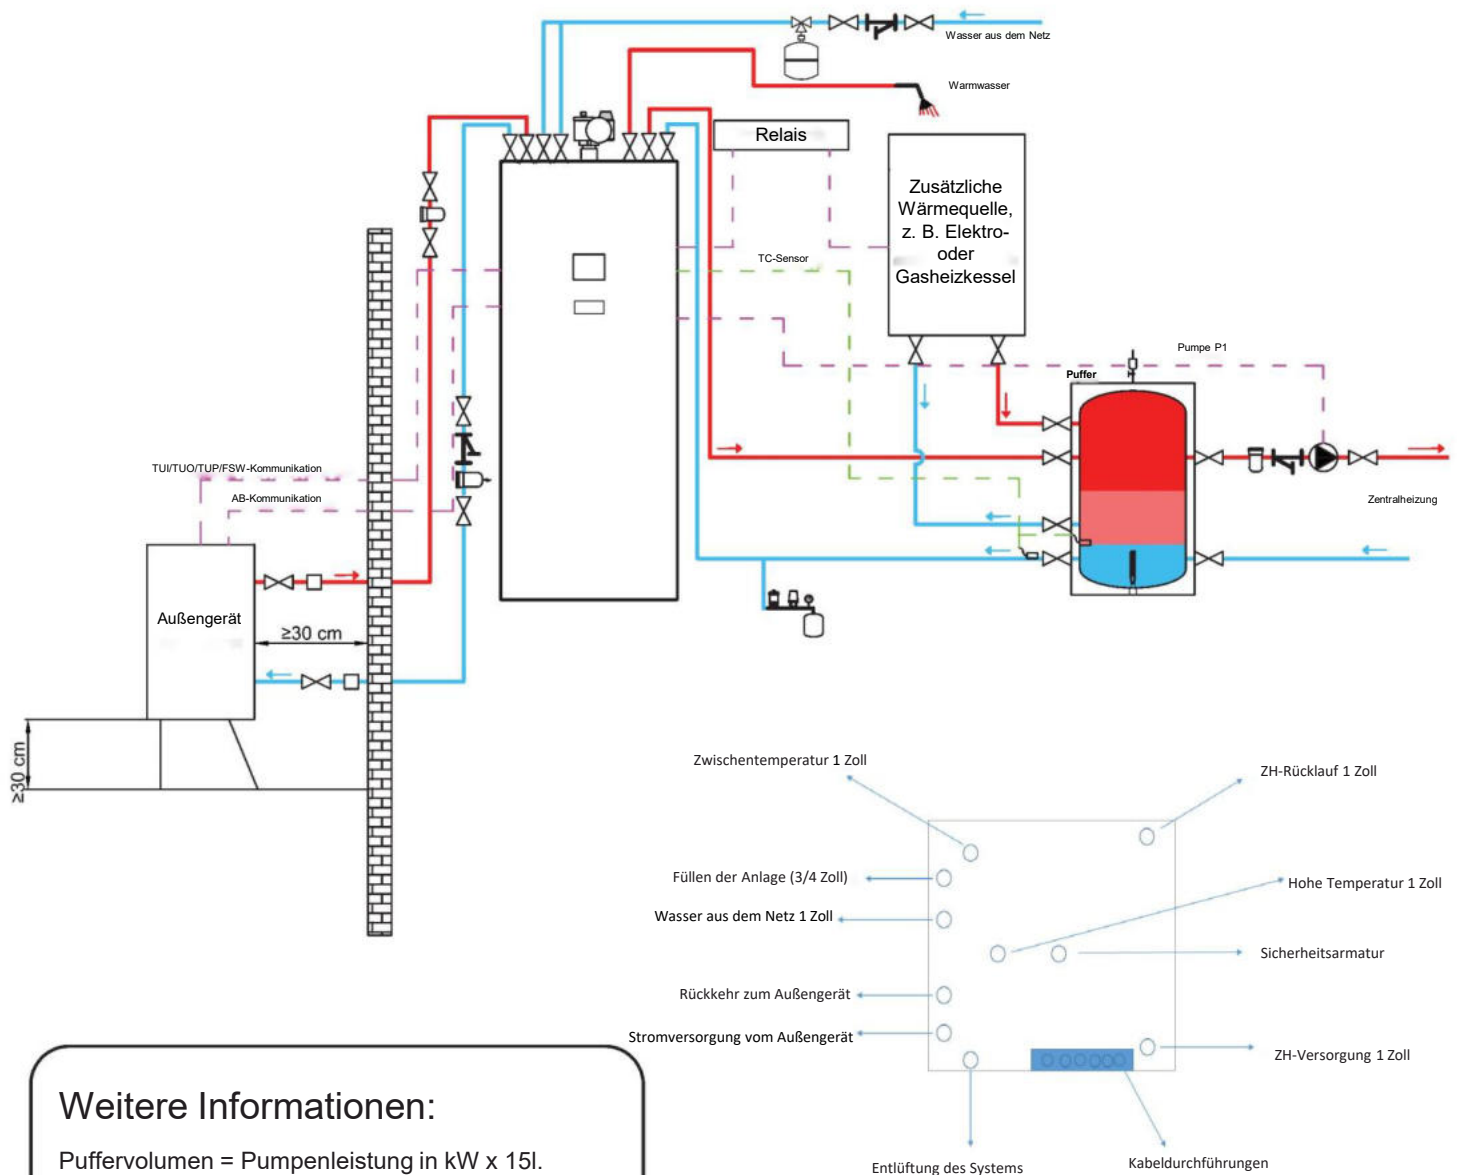 Wasser aus dem Netz
Warmwasser
Relais
Zusätzliche
Wärmequelle,
z. B. Elektro-
oder
Gasheizkessel
TC-Sensor
Pumpe P1
Puffer
TUI/TUO/TUP/FSW-Kommunikation
AB-Kommunikation
Zentralheizung
Außengerät
≥30 cm
≥30 cm
Zwischentemperatur 1 Zoll
ZH-Rücklauf 1 Zoll
Füllen der Anlage (3/4 Zoll)
Hohe Temperatur 1 Zoll
Wasser aus dem Netz 1 Zoll
Sicherheitsarmatur
Rückkehr zum Außengerät
Stromversorgung vom Außengerät
ZH-Versorgung 1 Zoll
Entlüftung des Systems
Kabeldurchführungen
Weitere Informationen:
Puffervolumen = Pumpenleistung in kW x 15l.